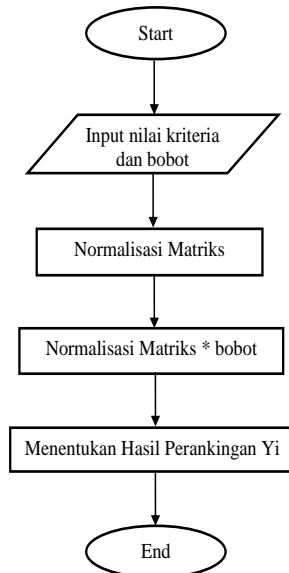 Start
Input nilai kriteria
dan bobot
Normalisasi Matriks
Normalisasi Matriks * bobot
Menentukan Hasil Perankingan Yi
End